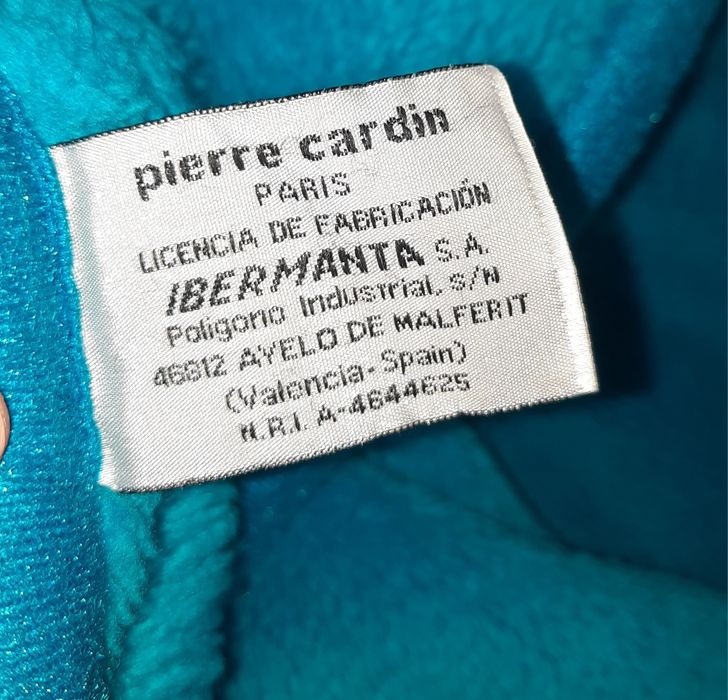 pierre cardin
PARIS
LICENCIA DE FABRICACIÓN
IBERMANTA S.A.
Poligono Industrial, s/n
46812 AYELO DE MALFERIT
(Valencia-Spain)
N.R.I. A-4644625